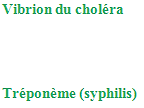 Vibrion du choléra
Tréponème (syphilis)